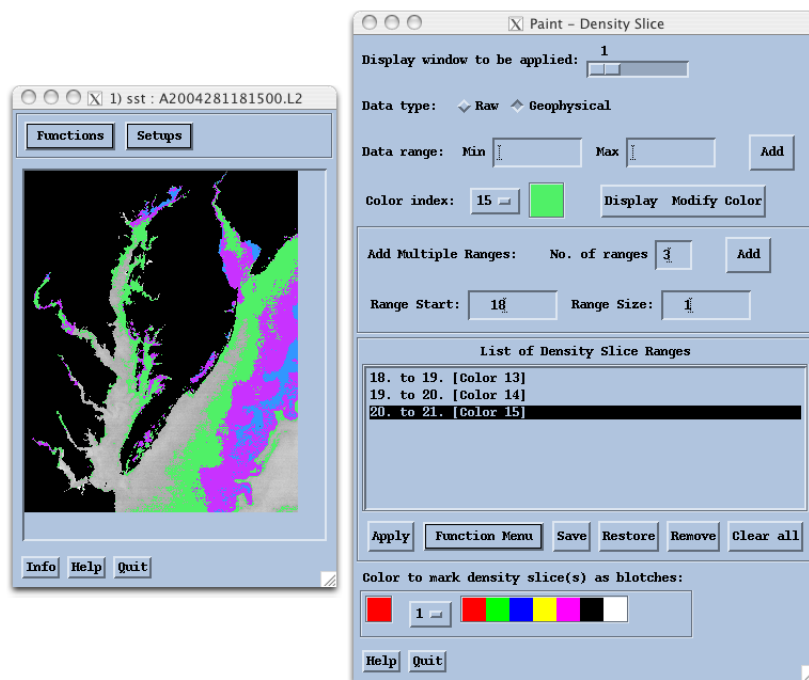 1) sst : A2004281181500.L2
Functions Setups
Info Help Quit
Paint - Density Slice
Display window to be applied: 1
Data type: Raw Geophysical
Data range: Min Max Add
Color index: 15 Display Modify Color
Add Multiple Ranges: No. of ranges 3 Add
Range Start: 18 Range Size: 1
List of Density Slice Ranges
18. to 19. [Color 13]
19. to 20. [Color 14]
20. to 21. [Color 15]
Apply Function Menu Save Restore Remove Clear all
Color to mark density slice(s) as blotches:
1
Help Quit